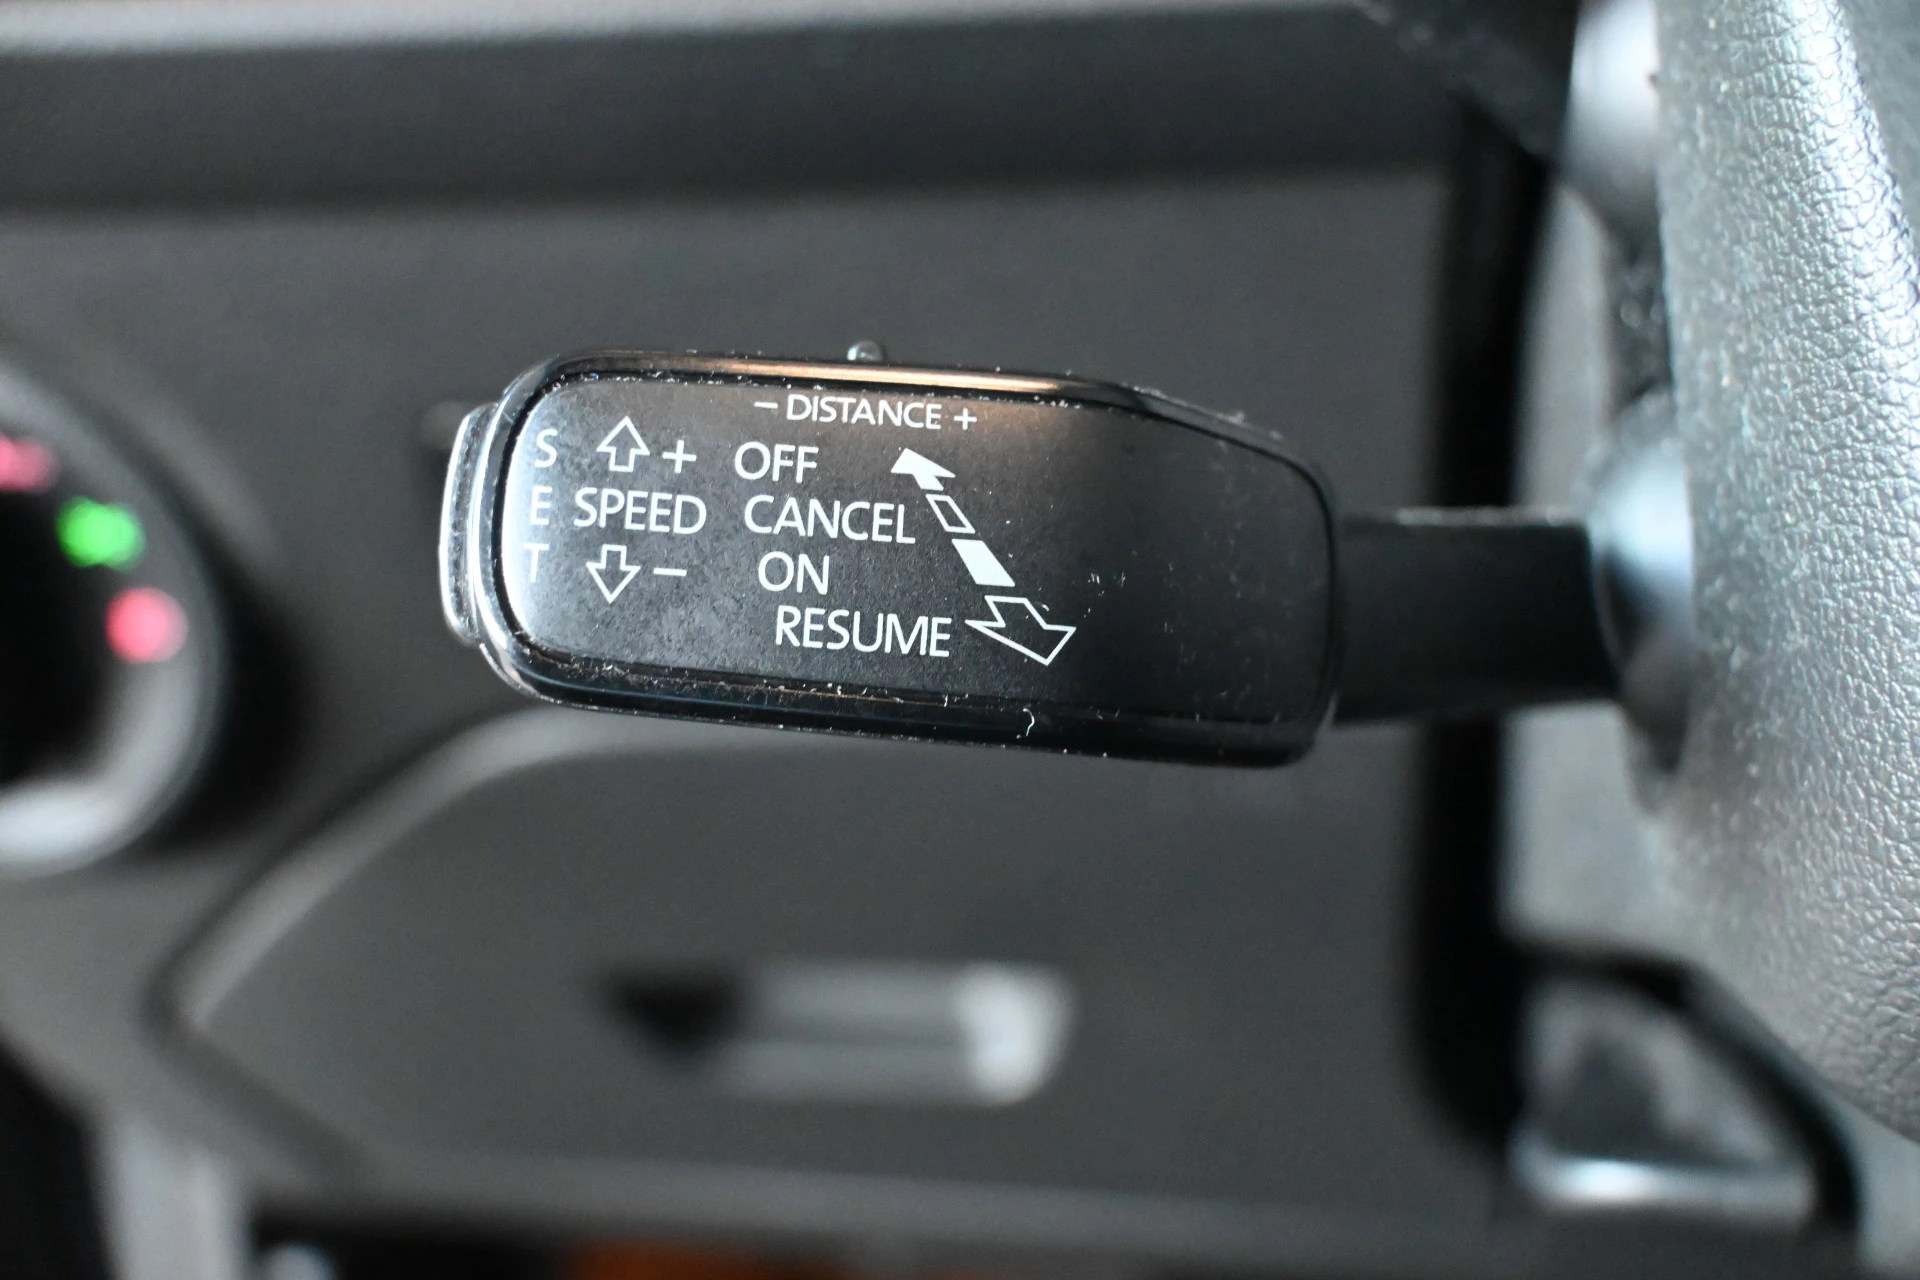 − DISTANCE +
S + OFF
E SPEED CANCEL
T − ON
RESUME